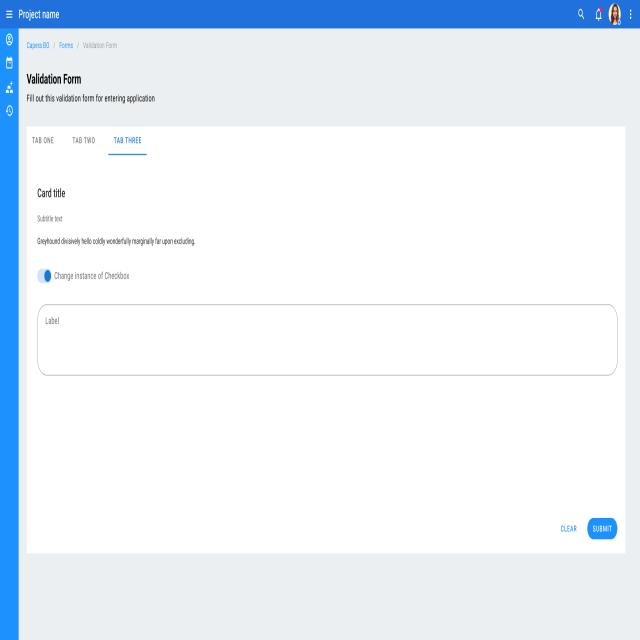 Project name
Capera BO / Forms / Validation Form
Validation Form
Fill out this validation form for entering application
TAB ONE TAB TWO TAB THREE
Card title
Subtitle text
Greyhound divisively hello coldly wonderfully marginally far upon excluding.
Change instance of Checkbox
Label
CLEAR SUBMIT